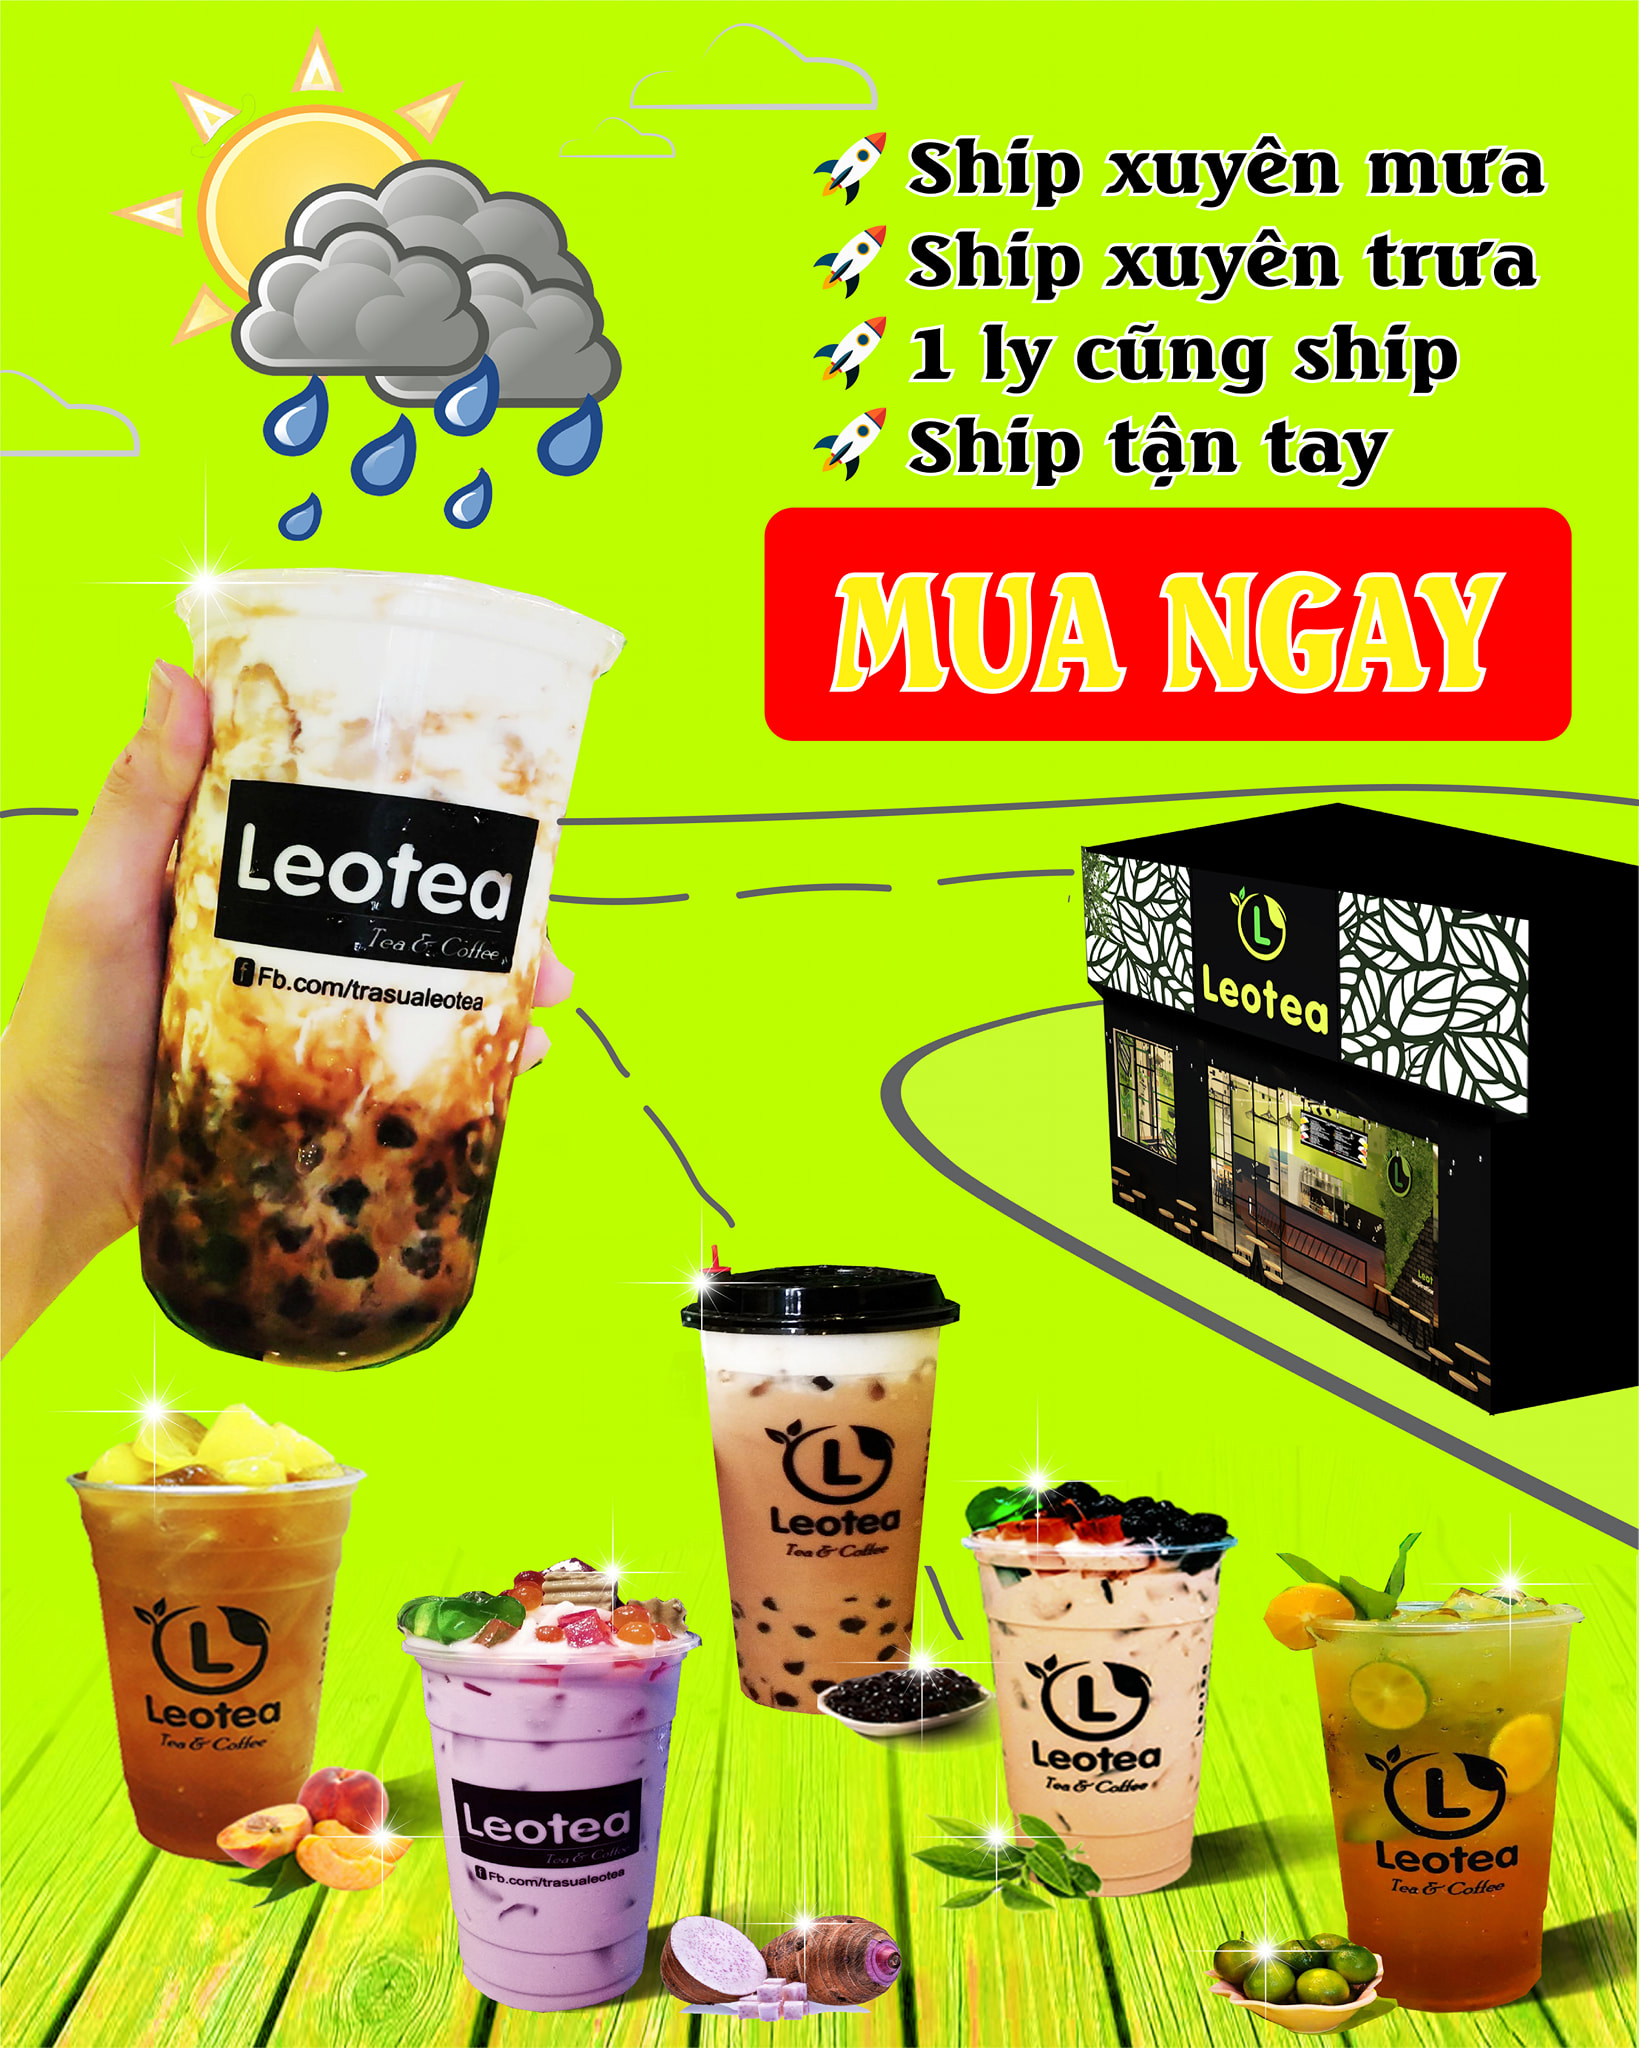 Ship xuyên mưa
Ship xuyên trưa
1 ly cũng ship
Ship tận tay
MUA NGAY
Leotea
Tea & Coffee
Fb.com/trasualeotea
L
Leotea
L
L
Leotea
Tea & Coffee
L
Leotea
Tea & Coffee
Leotea
Tea & Coffee
Fb.com/trasualeotea
L
Leotea
Tea & Coffee
L
Leotea
Tea & Coffee